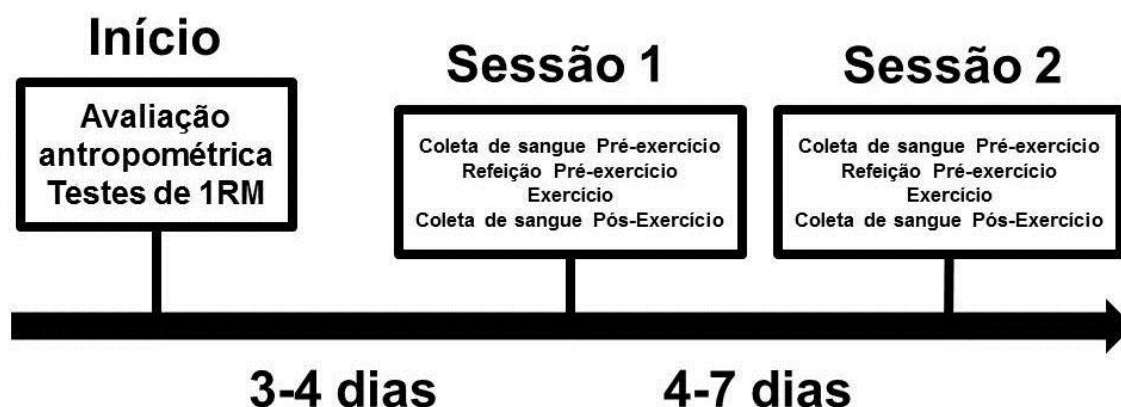 Início
Avaliação
antropométrica
Testes de 1RM
Sessão 1
Coleta de sangue Pré-exercício
Refeição Pré-exercício
Exercício
Coleta de sangue Pós-Exercício
Sessão 2
Coleta de sangue Pré-exercício
Refeição Pré-exercício
Exercício
Coleta de sangue Pós-Exercício
3-4 dias
4-7 dias